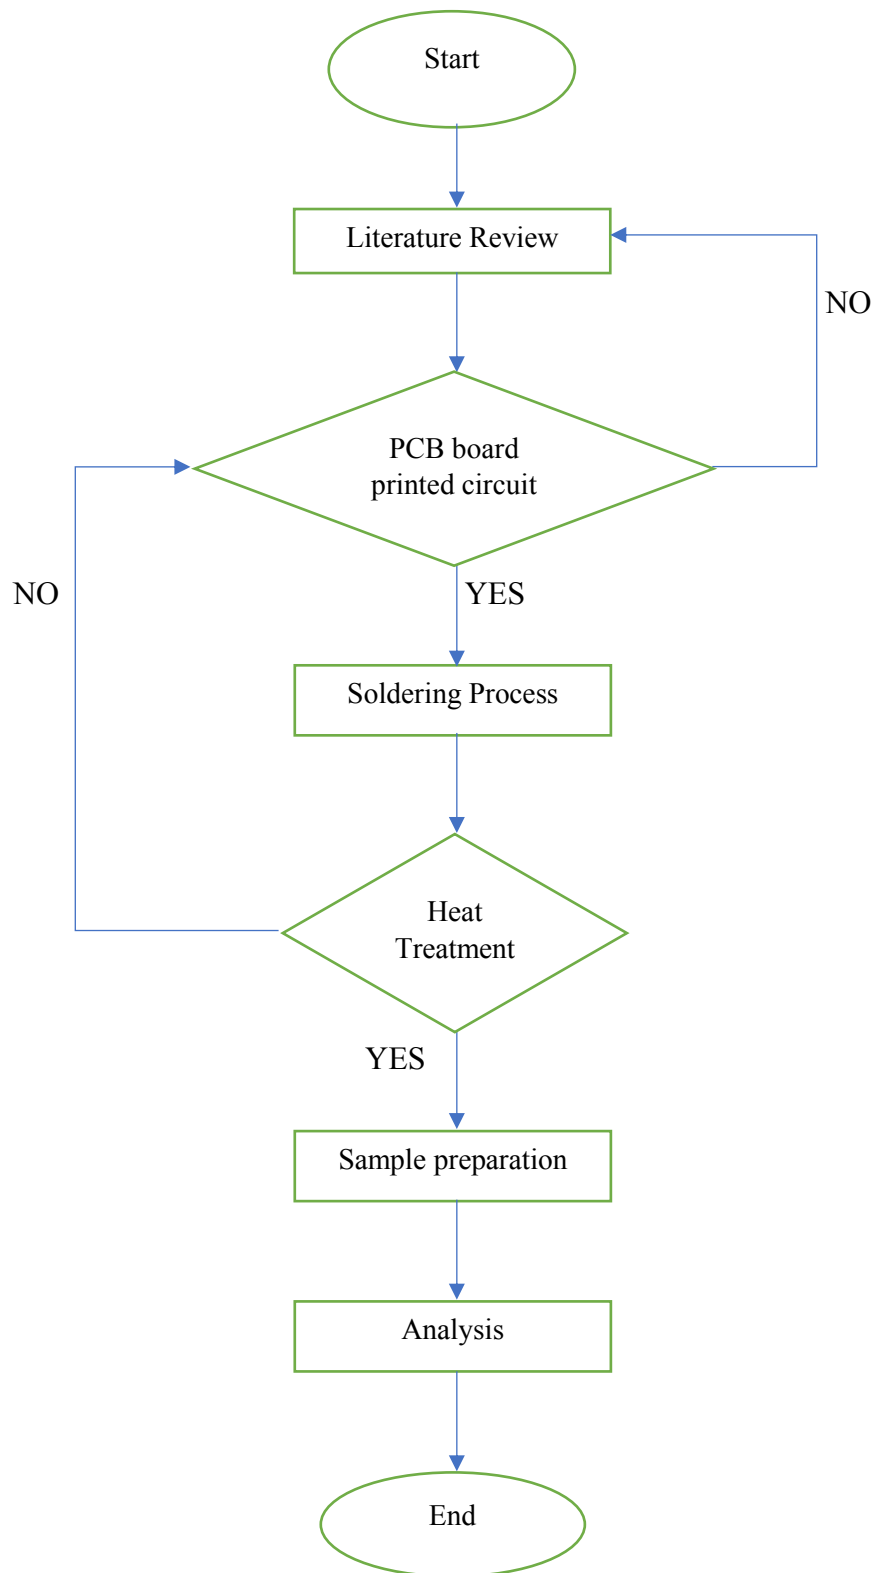 Start
Literature Review
NO
PCB board
printed circuit
NO
YES
Soldering Process
Heat
Treatment
YES
Sample preparation
Analysis
End